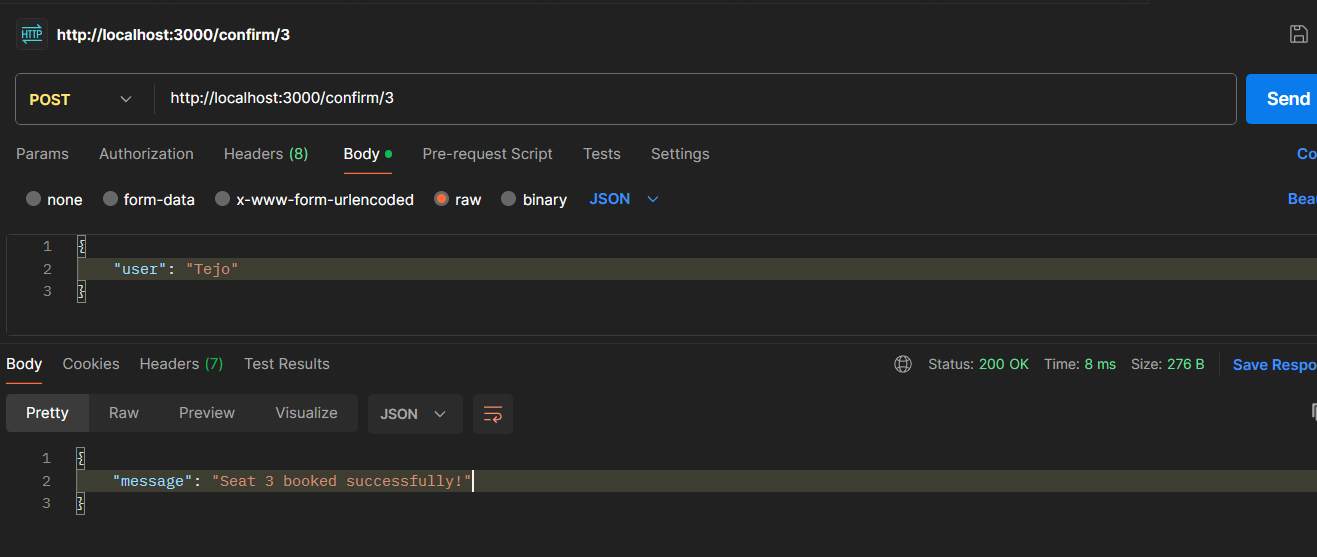 HTTP http://localhost:3000/confirm/3
POST http://localhost:3000/confirm/3 Send
Params Authorization Headers (8) Body Pre-request Script Tests Settings Co
none form-data x-www-form-urlencoded raw binary JSON Beau
1 {
2 "user": "Tejo"
3 }
Body Cookies Headers (7) Test Results Status: 200 OK Time: 8 ms Size: 276 B Save Respo
Pretty Raw Preview Visualize JSON
1 {
2 "message": "Seat 3 booked successfully!"
3 }